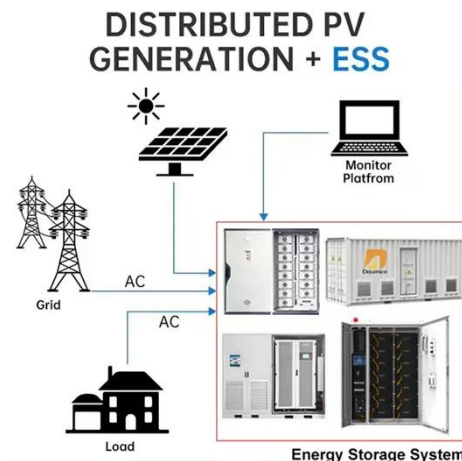 DISTRIBUTED PV
GENERATION + ESS
Monitor
Platfrom
Grid
AC
AC
Load
Energy Storage System